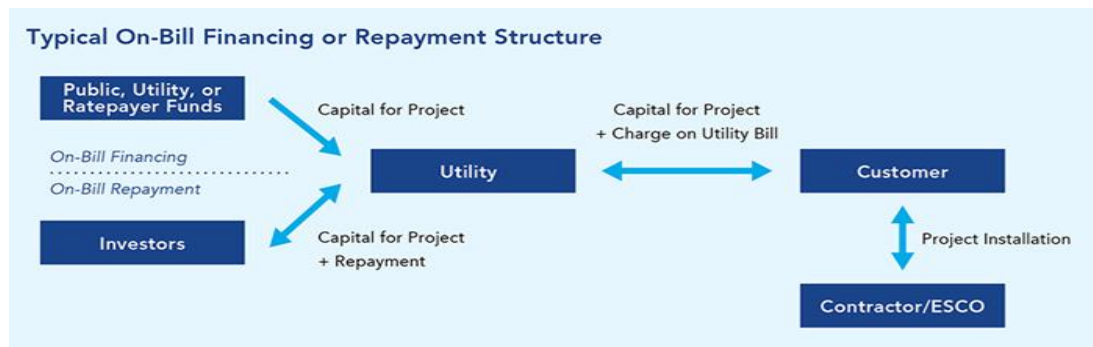 Typical On-Bill Financing or Repayment Structure
Public, Utility, or
Ratepayer Funds
Capital for Project
Capital for Project
+ Charge on Utility Bill
On-Bill Financing
On-Bill Repayment
Utility
Customer
Investors
Capital for Project
+ Repayment
Project Installation
Contractor/ESCO